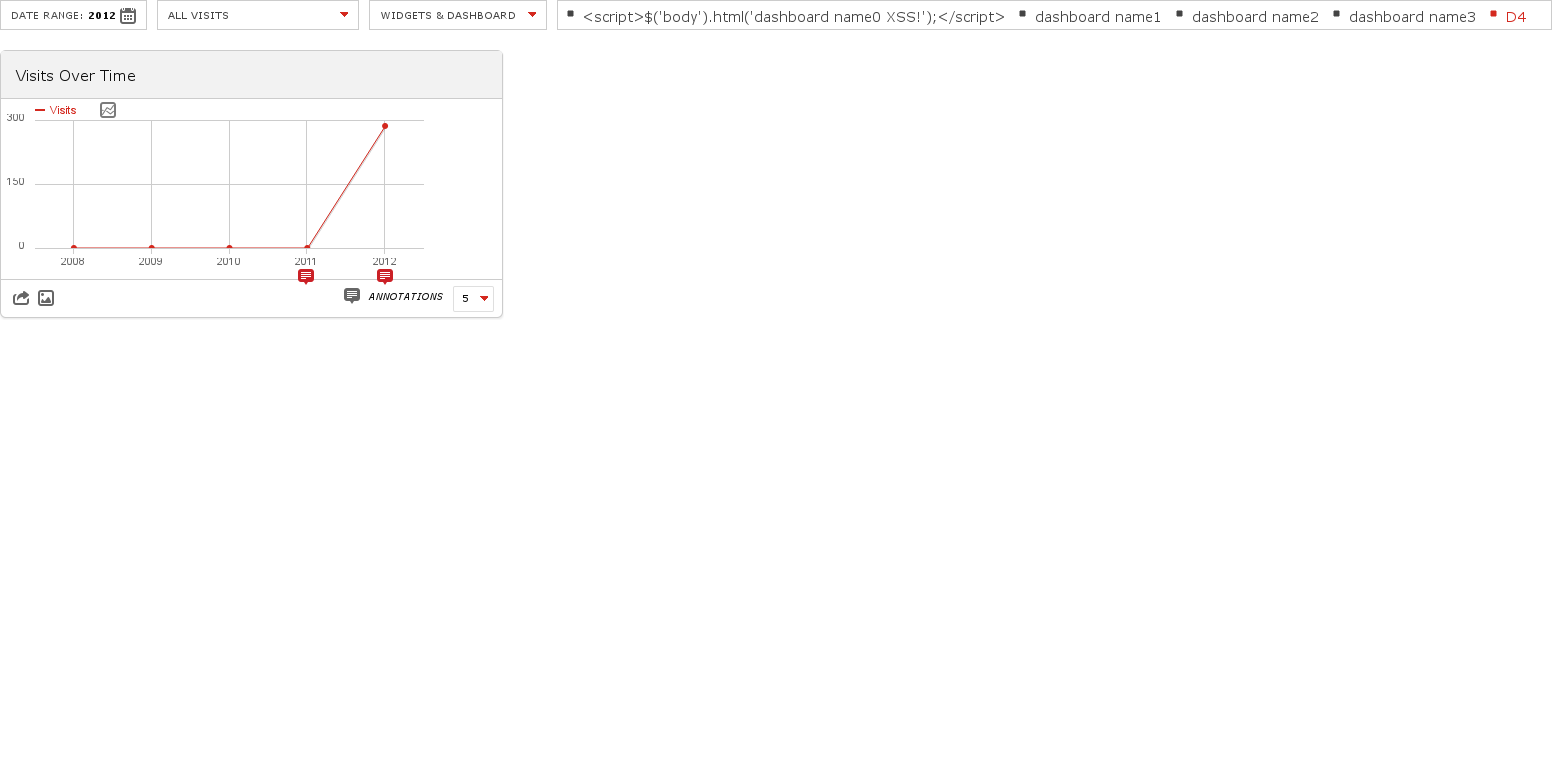 DATE RANGE: 2012 ALL VISITS WIDGETS & DASHBOARD <script>$('body').html('dashboard name0 XSS!');</script> dashboard name1 dashboard name2 dashboard name3 D4
Visits Over Time
Visits
300
150
0
2008 2009 2010 2011 2012
ANNOTATIONS 5